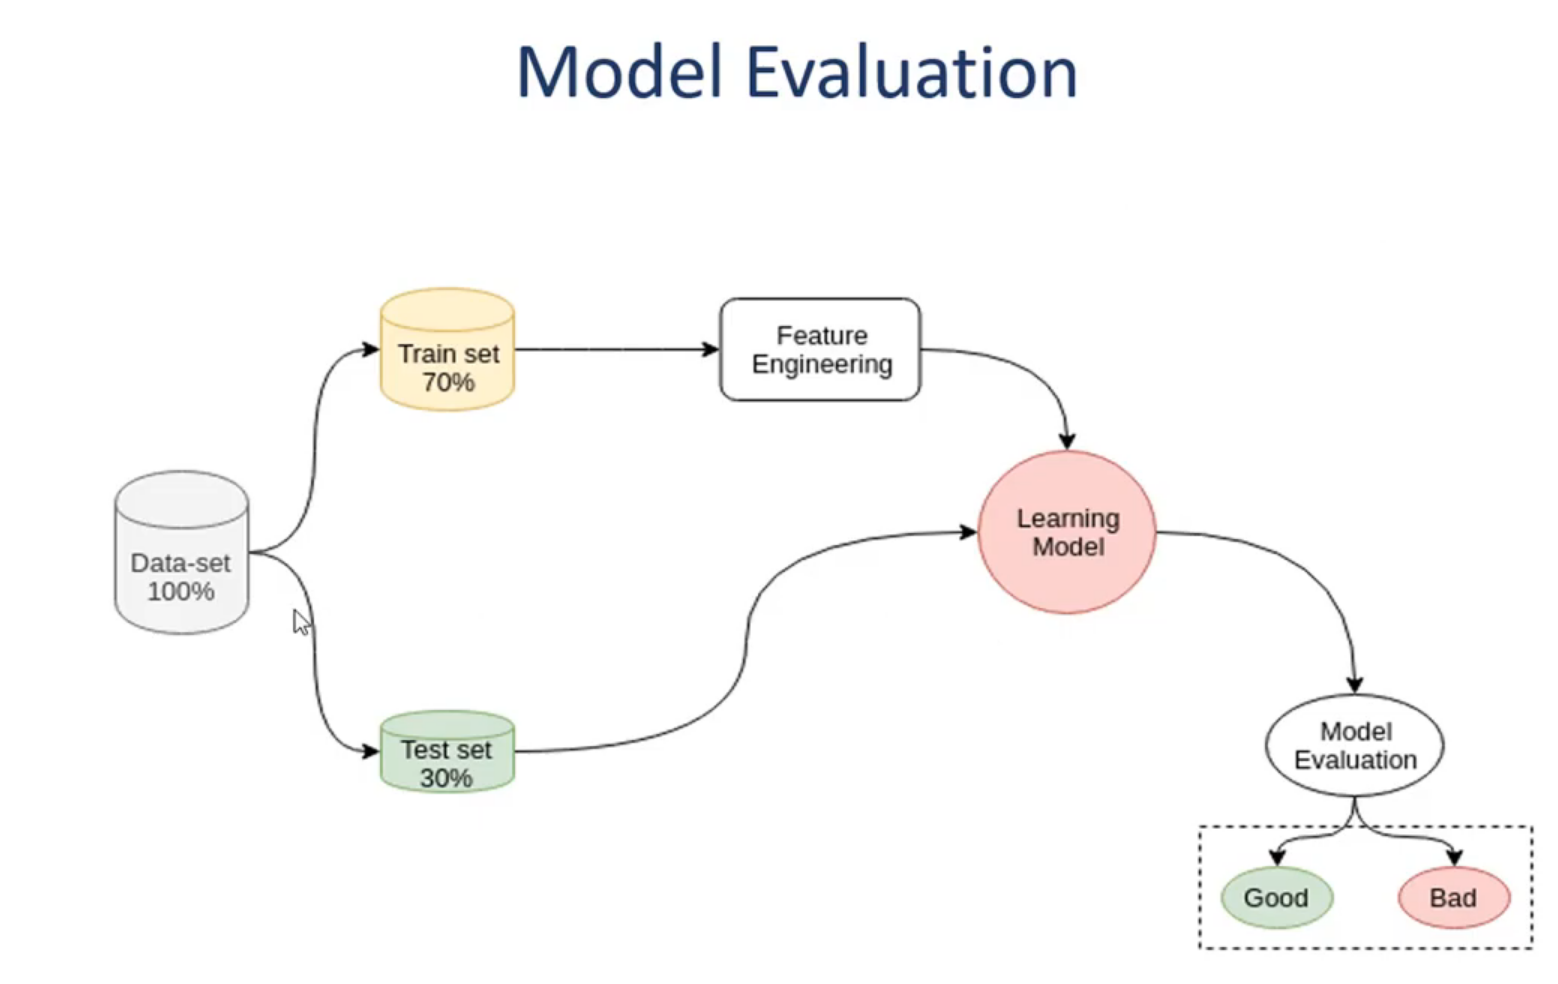 Model Evaluation
Train set
70%
Feature
Engineering
Data-set
100%
Learning
Model
Test set
30%
Model
Evaluation
Good
Bad